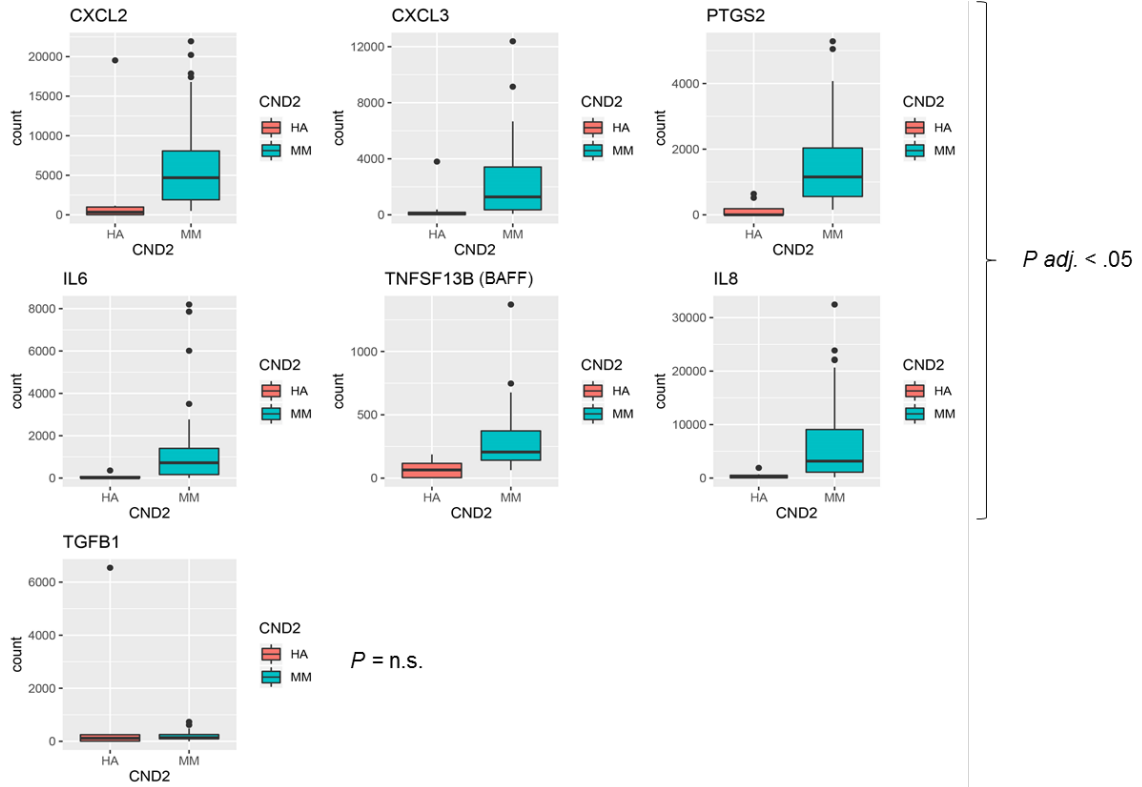 CXCL2
20000
15000
10000
5000
0
count
HA
MM
CND2
CND2
HA
MM
CXCL3
12000
8000
4000
0
count
HA
MM
CND2
CND2
HA
MM
PTGS2
4000
2000
0
count
HA
MM
CND2
CND2
HA
MM
P adj. < .05
IL6
8000
6000
4000
2000
0
count
HA
MM
CND2
CND2
HA
MM
TNFSF13B (BAFF)
1000
500
0
count
HA
MM
CND2
CND2
HA
MM
IL8
30000
20000
10000
0
count
HA
MM
CND2
CND2
HA
MM
TGFB1
6000
4000
2000
0
count
HA
MM
CND2
CND2
HA
MM
P = n.s.